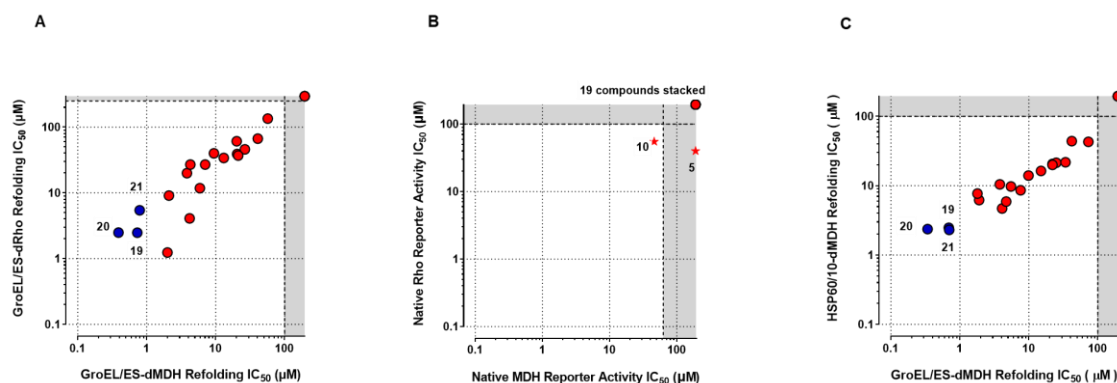 A
GroEL/ES-dRho Refolding IC50 (µM)
100
10
1
0.1
21
20
19
0.1 1 10 100
GroEL/ES-dMDH Refolding IC50 (µM)
B
19 compounds stacked
Native Rho Reporter Activity IC50 (µM)
100
10
1
0.1
10
5
0.1 1 10 100
Native MDH Reporter Activity IC50 (µM)
C
HSP60/10-dMDH Refolding IC50 ( µM)
100
10
1
0.1
19
20
21
0.1 1 10 100
GroEL/ES-dMDH Refolding IC50 ( µM)